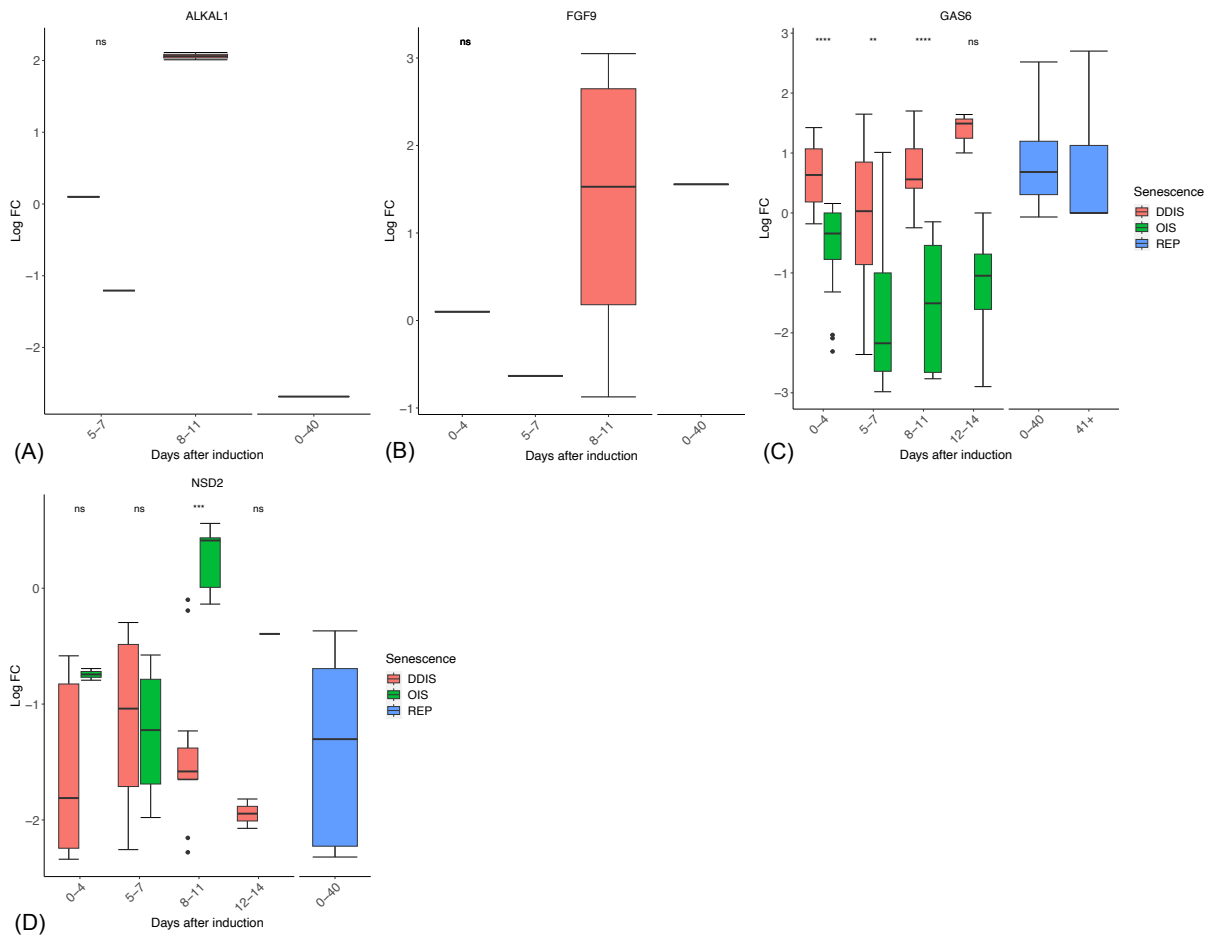 ALKAL1
ns
Log FC
2
1
0
−1
−2
5−7
8−11
0−40
Days after induction
(A)
FGF9
ns
Log FC
3
2
1
0
−1
0−4
5−7
8−11
0−40
Days after induction
(B)
GAS6
**** ** **** ns
Log FC
3
2
1
0
−1
−2
−3
0−4
5−7
8−11
12−14
0−40
41+
Days after induction
(C)
Senescence
DDIS
OIS
REP
NSD2
ns ns *** ns
Log FC
0
−1
−2
0−4
5−7
8−11
12−14
0−40
Days after induction
(D)
Senescence
DDIS
OIS
REP